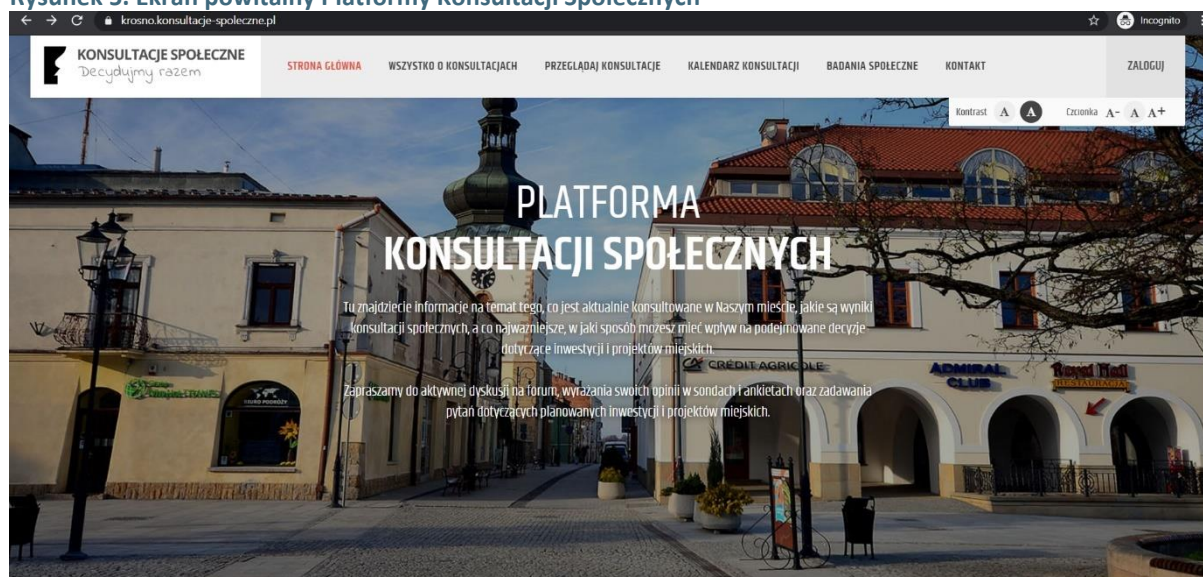 Rysunek 5. Ekran powitalny Platformy Konsultacji Społecznych
krosno.konsultacje-spoleczne.pl
Incognito
KONSULTACJE SPOŁECZNE
Decydujmy razem
STRONA GŁÓWNA WSZYSTKO O KONSULTACJACH PRZEGLĄDAJ KONSULTACJE KALENDARZ KONSULTACJI BADANIA SPOŁECZNE KONTAKT ZALOGUJ
Kontrast A A Czcionka A- A A+
PLATFORMA
KONSULTACJI SPOŁECZNYCH
Tu znajdziecie informacje na temat tego, co jest aktualnie konsultowane w Naszym mieście, jakie są wyniki
konsultacji społecznych, a co najważniejsze, w jaki sposób możesz mieć wpływ na podejmowane decyzje
dotyczące inwestycji i projektów miejskich.
Zapraszamy do aktywnej dyskusji na forum, wyrażania swoich opinii w sondach i ankietach oraz zadawania
pytań dotyczących planowanych inwestycji i projektów miejskich.
CRÉDIT AGRICOLE
ADMIRAL
CLUB
Royal Hall
RESTAURACJA
BIURO PODRÓŻY